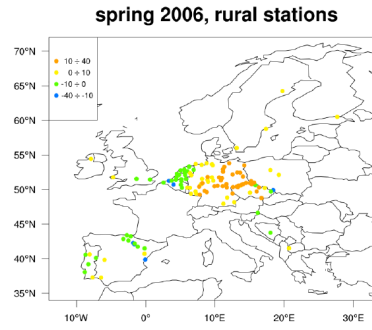 spring 2006, rural stations
70°N
10 ÷ 40
0 ÷ 10
-10 ÷ 0
-40 ÷ -10
65°N
60°N
55°N
50°N
45°N
40°N
35°N
10°W 0° 10°E 20°E 30°E